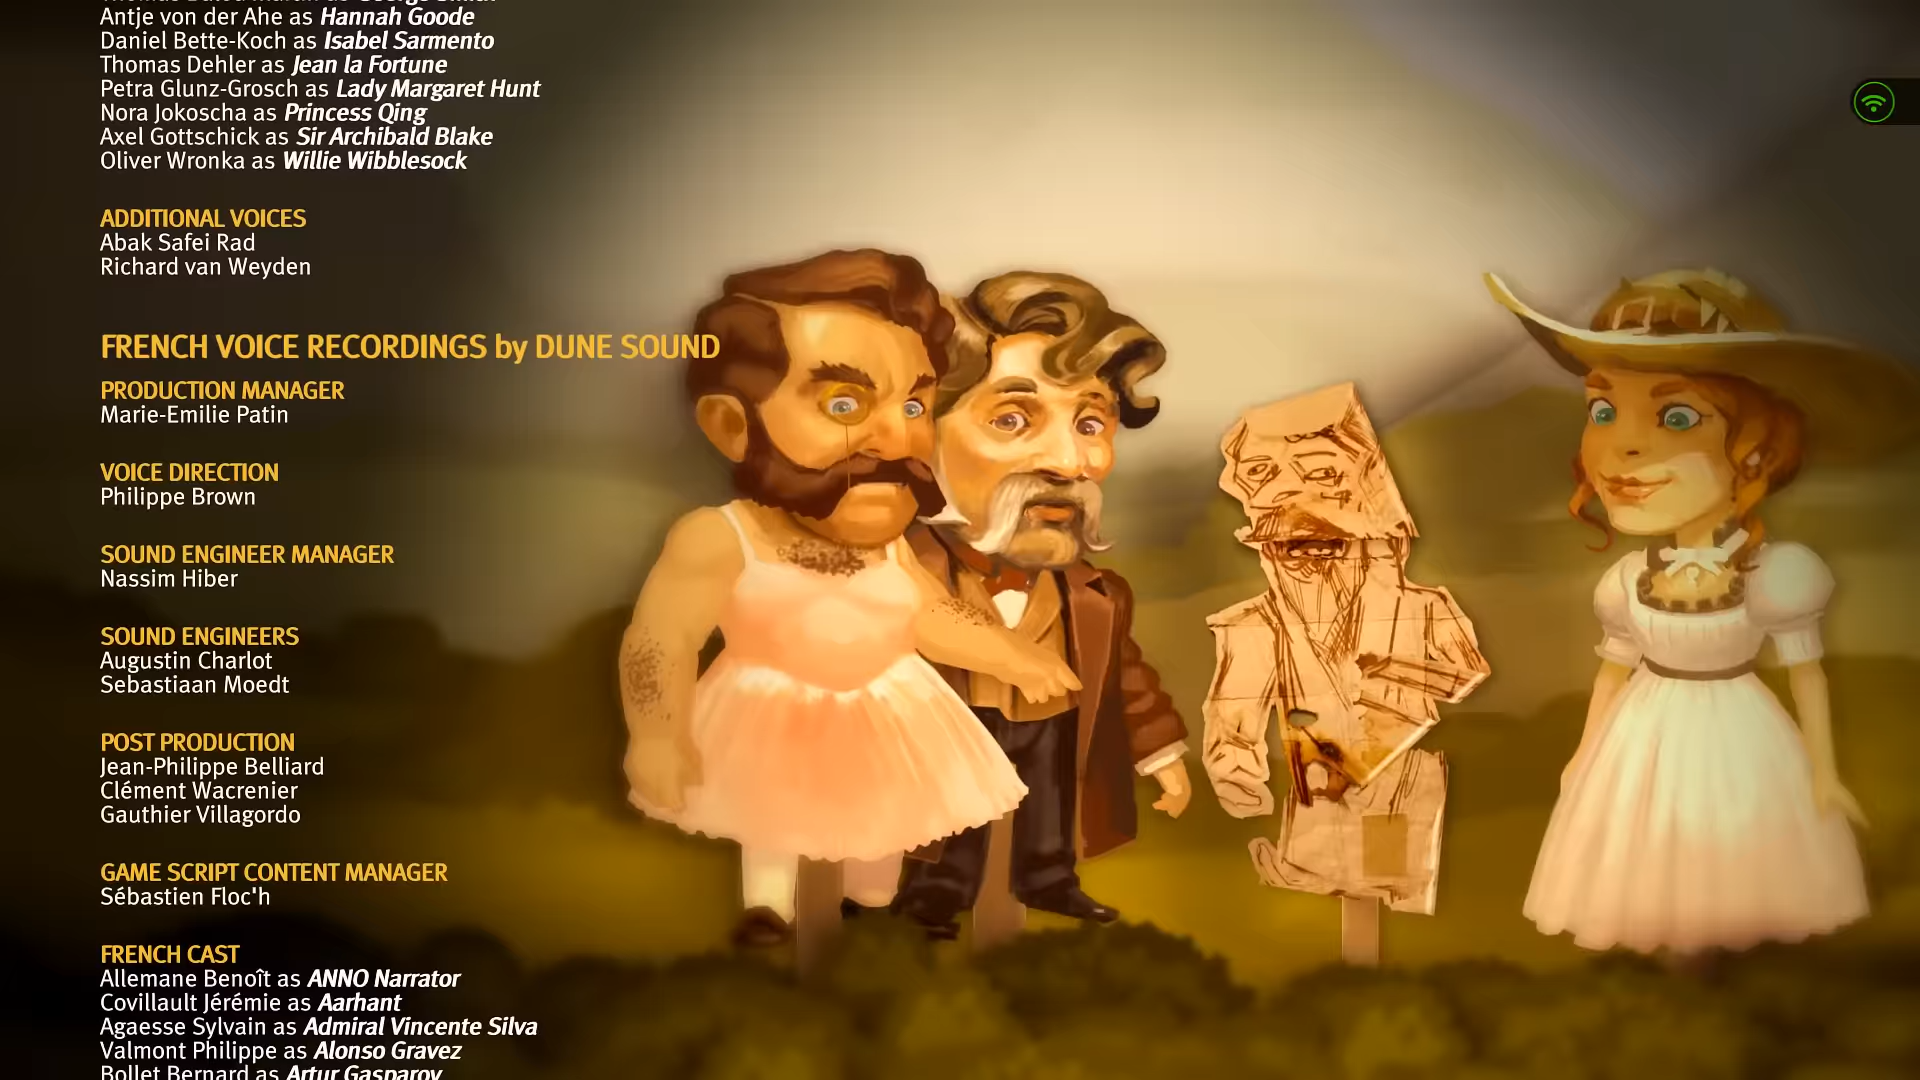 Antje von der Ahe as Hannah Goode
Daniel Bette-Koch as Isabel Sarmento
Thomas Dehler as Jean la Fortune
Petra Glunz-Grosch as Lady Margaret Hunt
Nora Jokoscha as Princess Qing
Axel Gottschick as Sir Archibald Blake
Oliver Wronka as Willie Wibblesock
ADDITIONAL VOICES
Abak Safei Rad
Richard van Weyden
FRENCH VOICE RECORDINGS by DUNE SOUND
PRODUCTION MANAGER
Marie-Emilie Patin
VOICE DIRECTION
Philippe Brown
SOUND ENGINEER MANAGER
Nassim Hiber
SOUND ENGINEERS
Augustin Charlot
Sebastiaan Moedt
POST PRODUCTION
Jean-Philippe Belliard
Clément Wacrenier
Gauthier Villagordo
GAME SCRIPT CONTENT MANAGER
Sébastien Floc'h
FRENCH CAST
Allemane Benoît as ANNO Narrator
Covillault Jérémie as Aarhant
Agaesse Sylvain as Admiral Vincente Silva
Valmont Philippe as Alonso Gravez
Bollet Bernard as Artur Gasparov